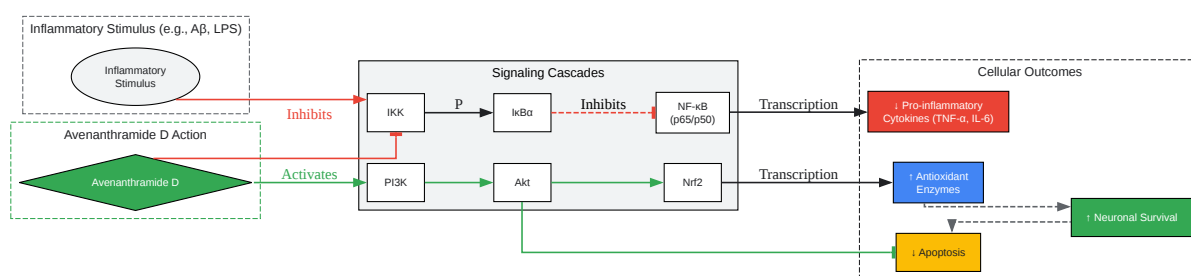 Inflammatory Stimulus (e.g., Aβ, LPS)
Inflammatory
Stimulus
Inhibits
Avenanthramide D Action
Avenanthramide D
Activates
Signaling Cascades
IKK
P
IκBα
Inhibits
NF-κB
(p65/p50)
PI3K
Akt
Nrf2
Transcription
Transcription
Cellular Outcomes
↓ Pro-inflammatory
Cytokines (TNF-α, IL-6)
↑ Antioxidant
Enzymes
↑ Neuronal Survival
↓ Apoptosis